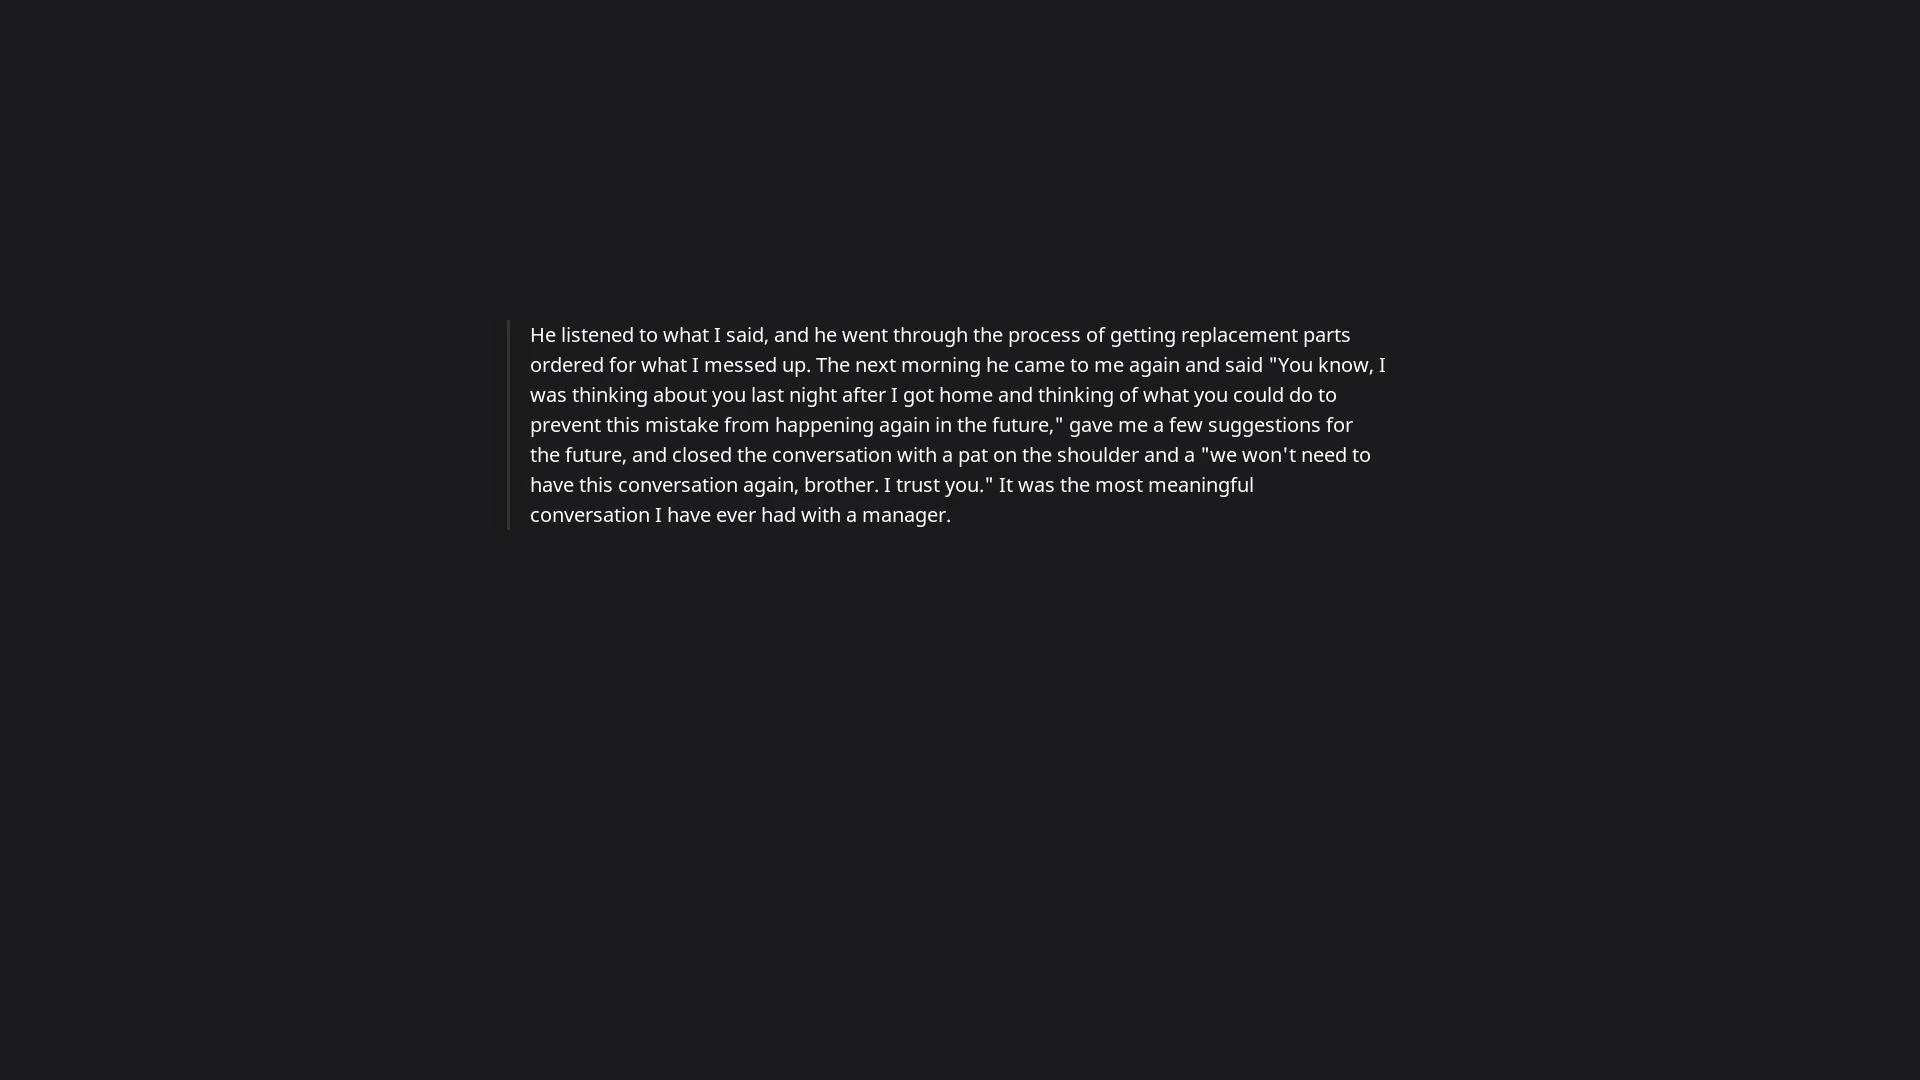 He listened to what I said, and he went through the process of getting replacement parts
ordered for what I messed up. The next morning he came to me again and said "You know, I
was thinking about you last night after I got home and thinking of what you could do to
prevent this mistake from happening again in the future," gave me a few suggestions for
the future, and closed the conversation with a pat on the shoulder and a "we won't need to
have this conversation again, brother. I trust you." It was the most meaningful
conversation I have ever had with a manager.